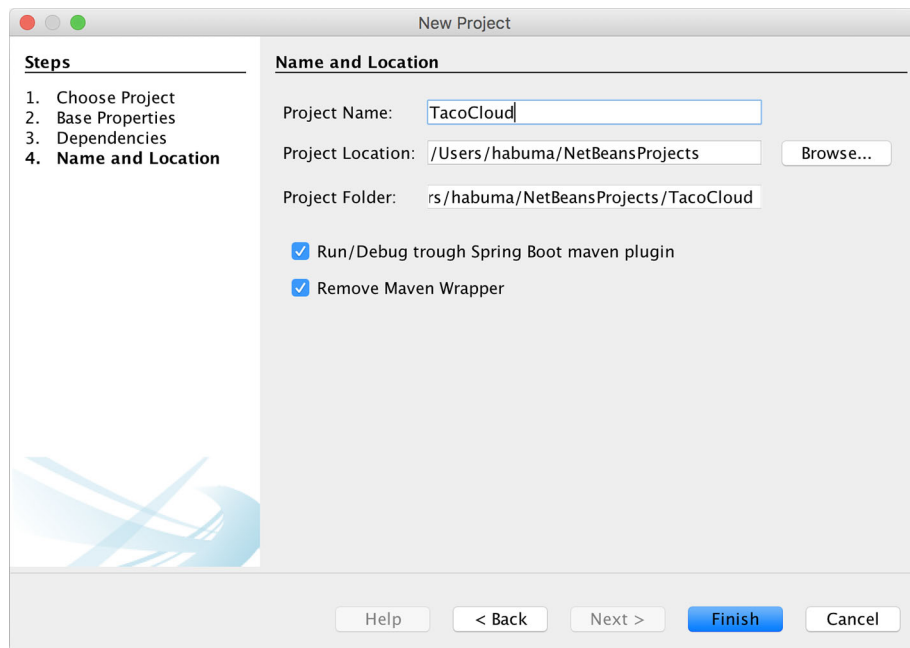 New Project
Steps
1. Choose Project
2. Base Properties
3. Dependencies
4. Name and Location
Name and Location
Project Name: TacoCloud
Project Location: /Users/habuma/NetBeansProjects Browse...
Project Folder: rs/habuma/NetBeansProjects/TacoCloud
Run/Debug trough Spring Boot maven plugin
Remove Maven Wrapper
Help < Back Next > Finish Cancel